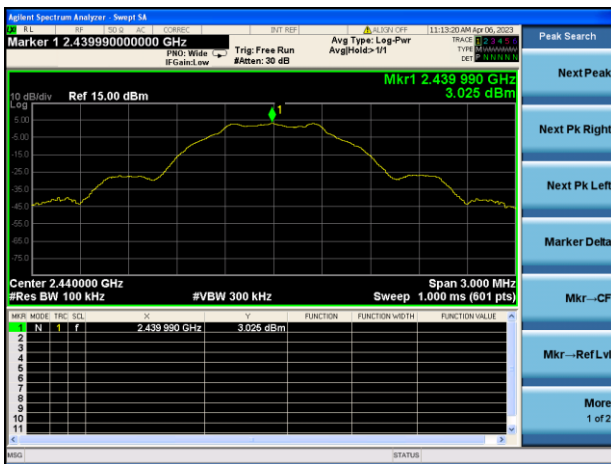 Agilent Spectrum Analyzer - Swept SA
RL RF 50 Ω AC CORREC INT REF ALIGN OFF 11:13:20 AM Apr 06, 2023
Marker 1 2.439990000000 GHz
PNO: Wide
IFGain:Low
Trig: Free Run
#Atten: 30 dB
Avg Type: Log-Pwr
Avg|Hold:> 1/1
TRACE 1 2 3 4 5 6
TYPE M
DET P N N N N N
Peak Search
Mkr1 2.439 990 GHz
3.025 dBm
10 dB/div Ref 15.00 dBm
Log
1
5.00
-5.00
-15.0
-25.0
-35.0
-45.0
-55.0
-65.0
-75.0
Center 2.440000 GHz Span 3.000 MHz
#Res BW 100 kHz #VBW 300 kHz Sweep 1.000 ms (601 pts)
MKR MODE TRC SCL X Y FUNCTION FUNCTION WIDTH FUNCTION VALUE
1 N 1 f 2.439 990 GHz 3.025 dBm
2
3
4
5
6
7
8
9
10
11
MSG STATUS
Next Peak
Next Pk Right
Next Pk Left
Marker Delta
Mkr→CF
Mkr→Ref Lvl
More
1 of 2